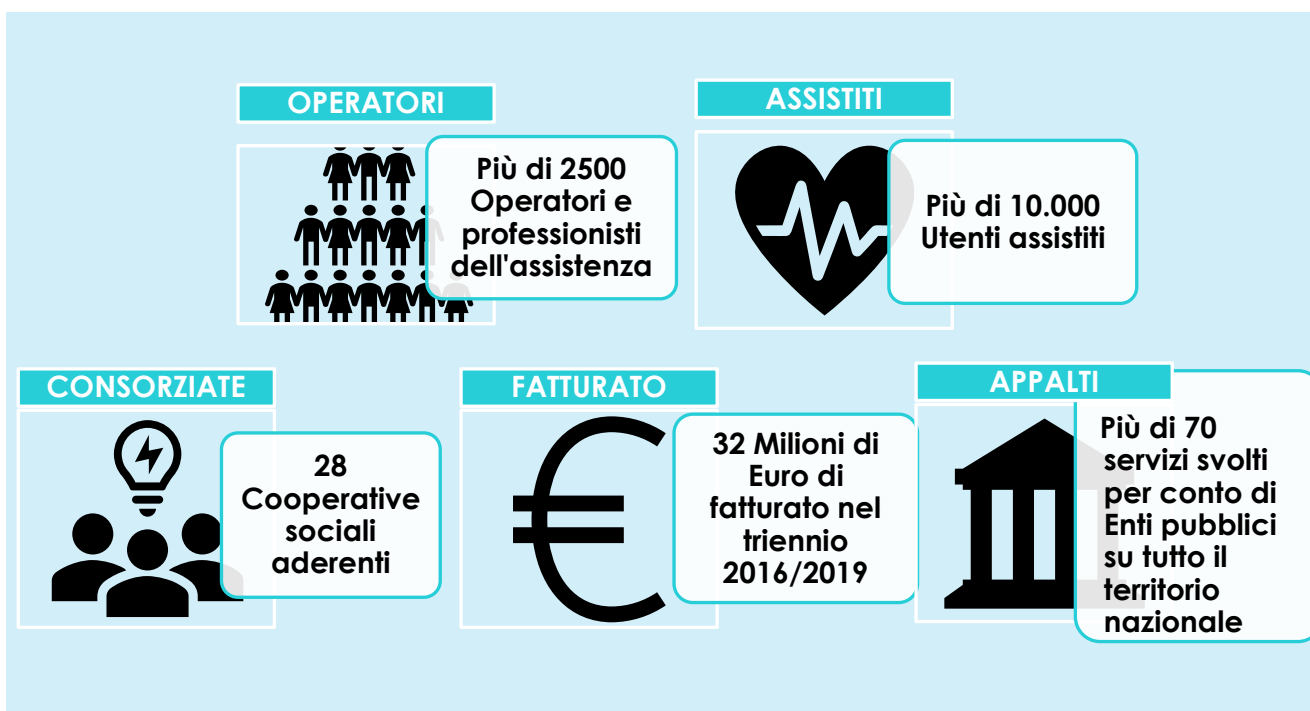 OPERATORI
Più di 2500
Operatori e
professionisti
dell'assistenza
ASSISTITI
Più di 10.000
Utenti assistiti
CONSORZIATE
28
Cooperative
sociali
aderenti
FATTURATO
32 Milioni di
Euro di
fatturato nel
triennio
2016/2019
APPALTI
Più di 70
servizi svolti
per conto di
Enti pubblici
su tutto il
territorio
nazionale